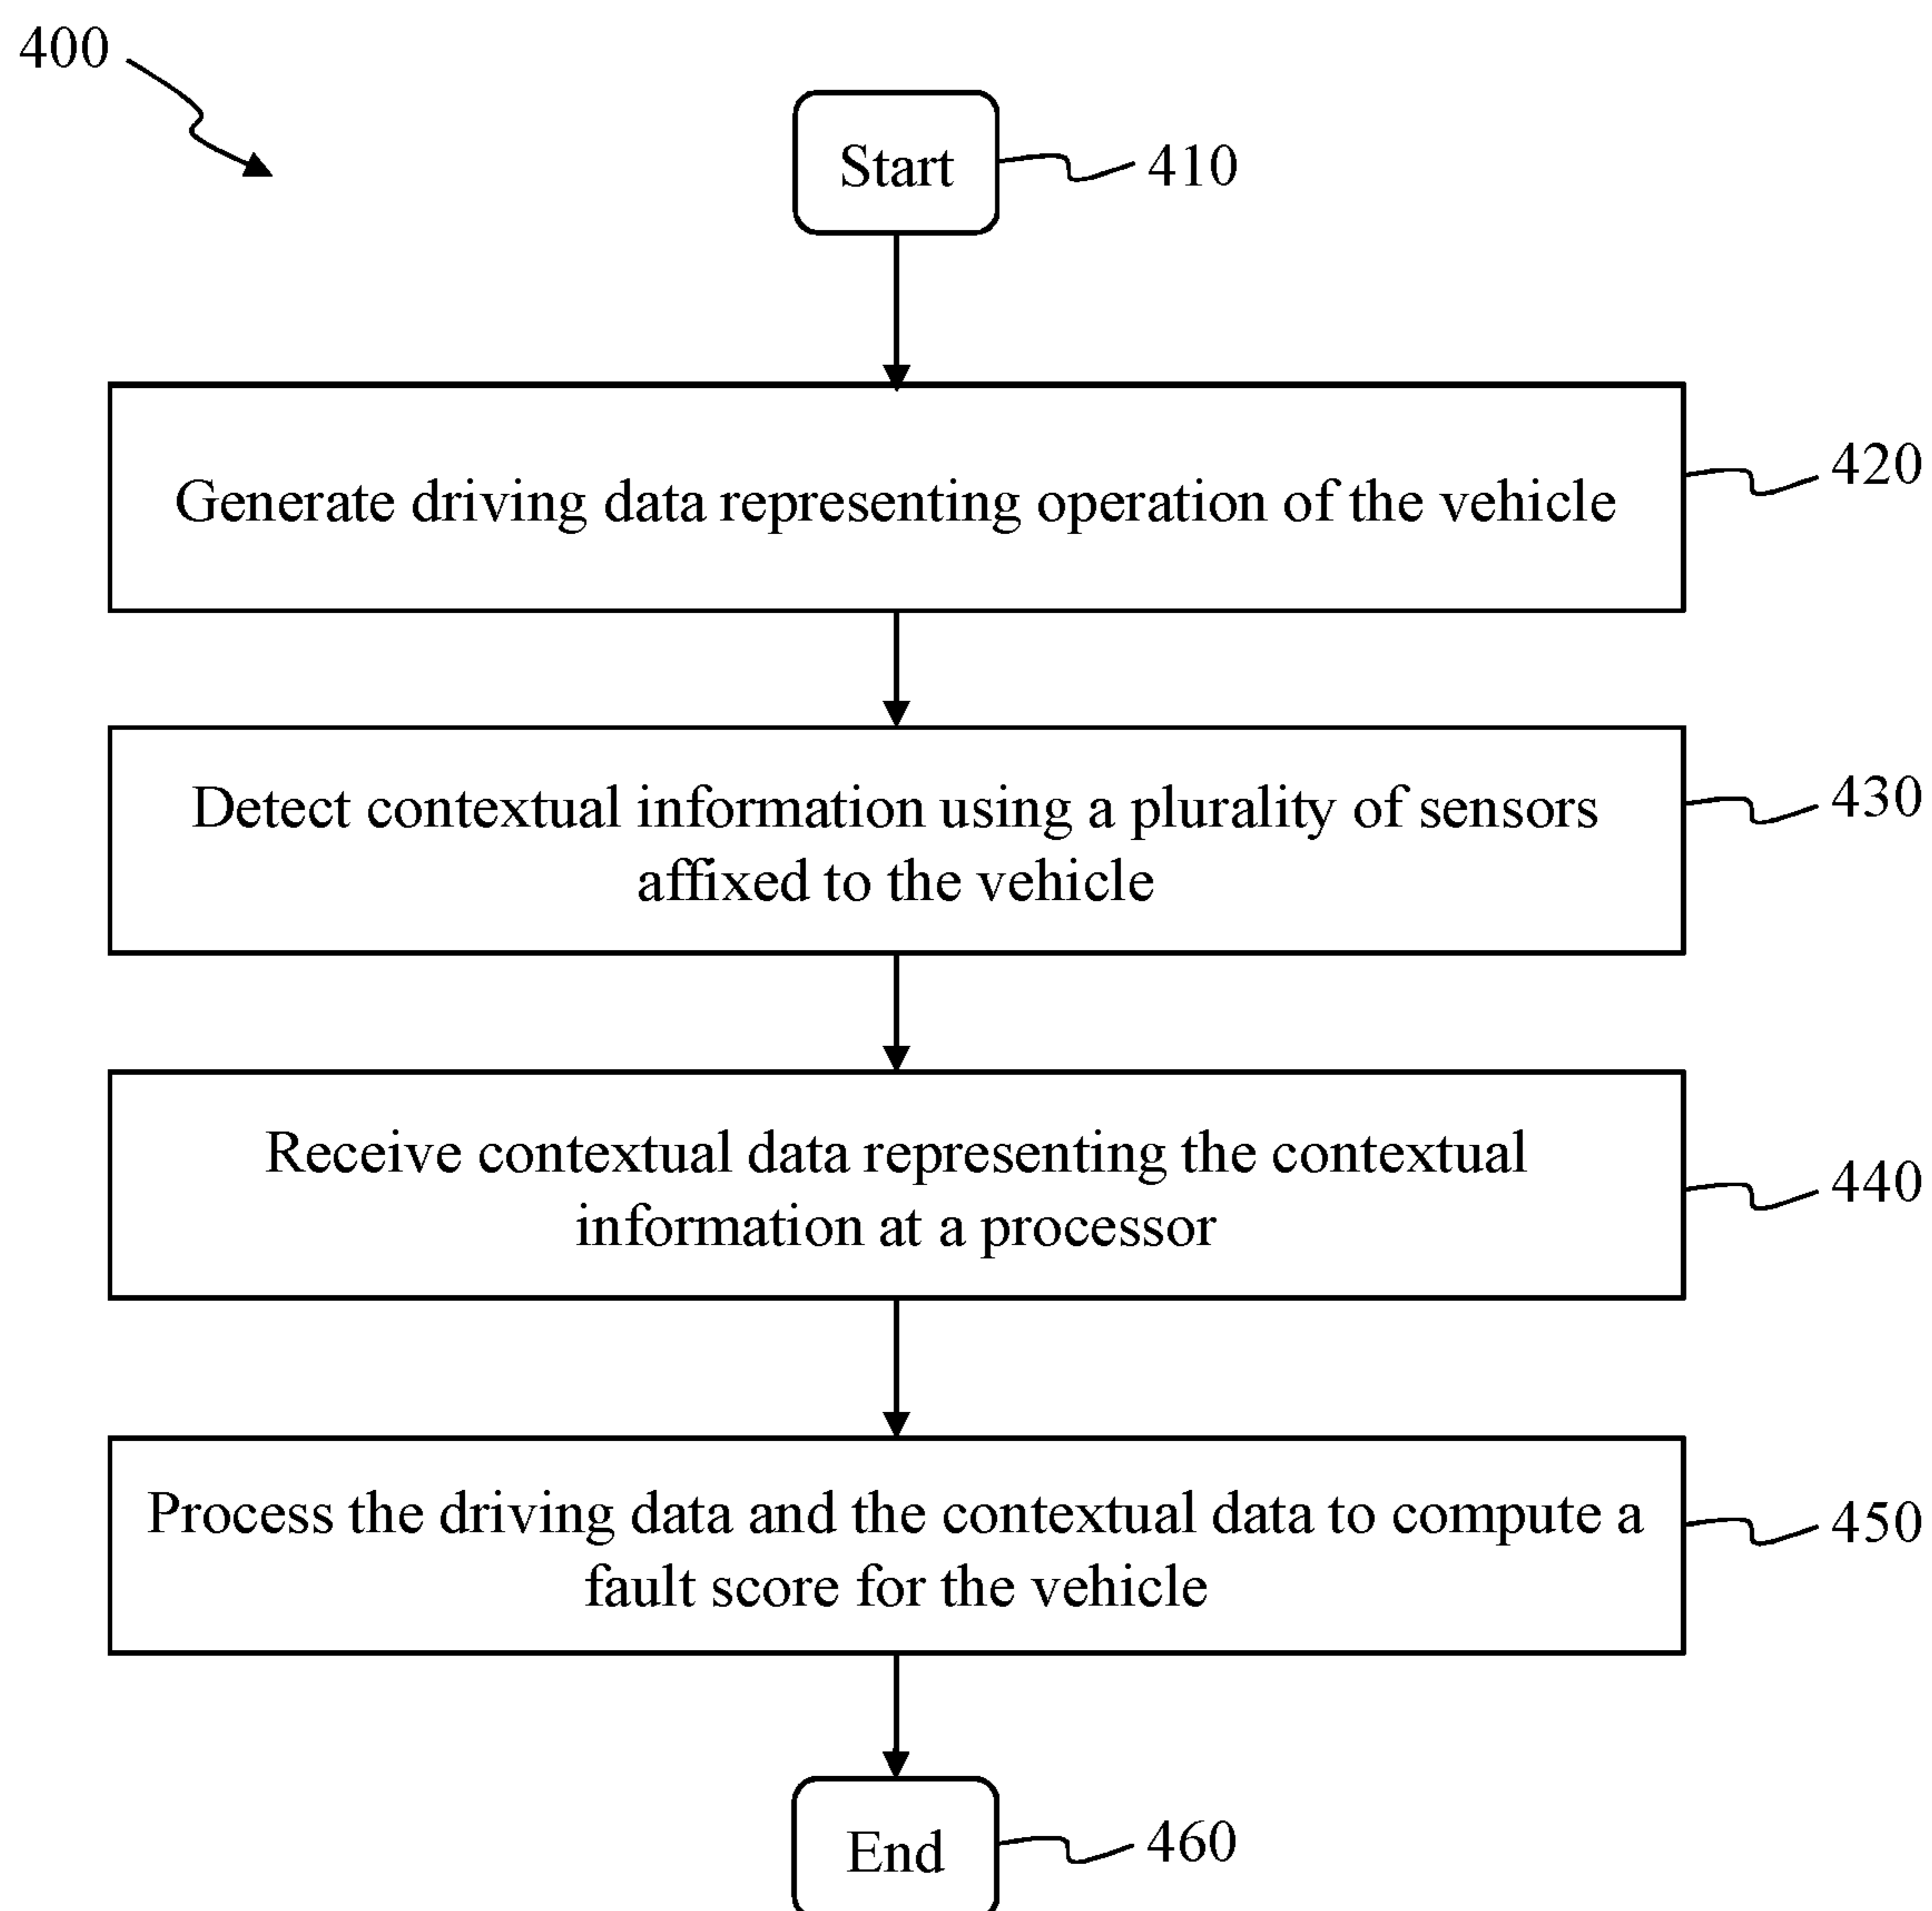 400
Start
410
Generate driving data representing operation of the vehicle
420
Detect contextual information using a plurality of sensors
affixed to the vehicle
430
Receive contextual data representing the contextual
information at a processor
440
Process the driving data and the contextual data to compute a
fault score for the vehicle
450
End
460